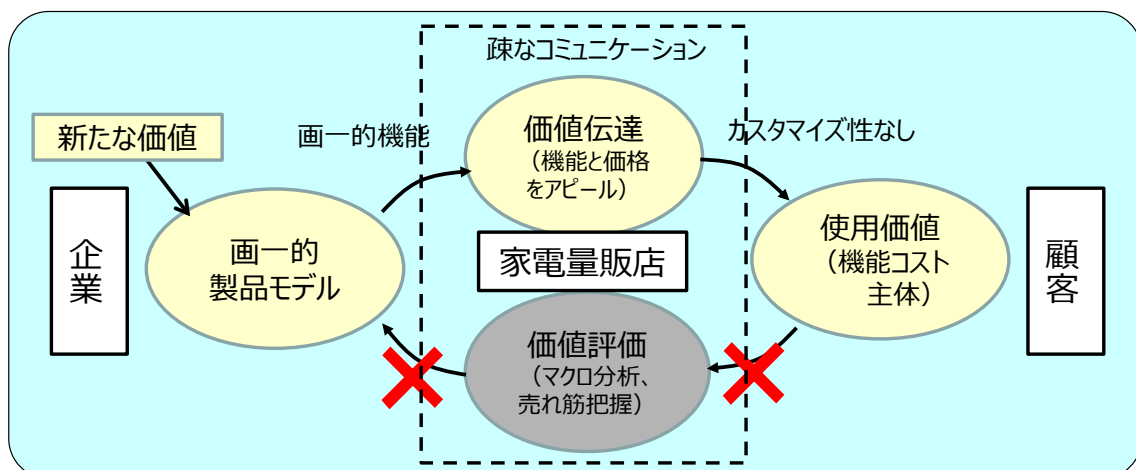 疎なコミュニケーション
新たな価値
画一的機能
価値伝達
（機能と価格
をアピール）
カスタマイズ性なし
企
業
画一的
製品モデル
家電量販店
使用価値
（機能コスト
主体）
顧
客
価値評価
（マクロ分析、
売れ筋把握）